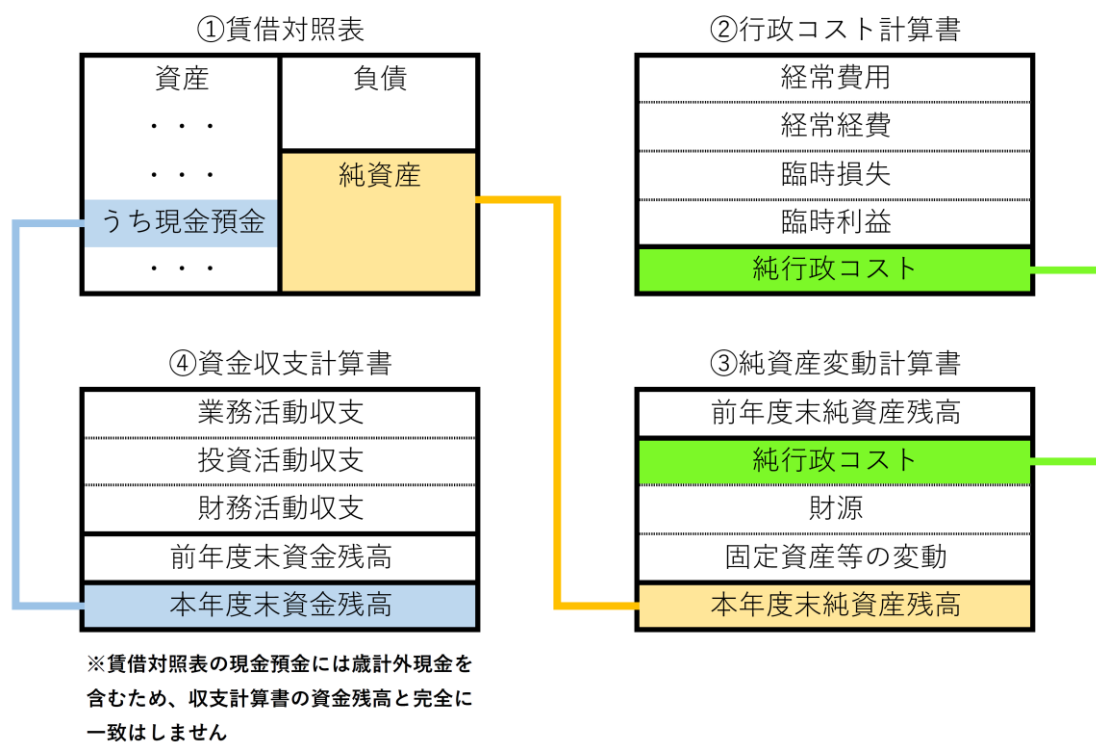 ①賃借対照表
資産
・・・
・・・
うち現金預金
・・・
負債
純資産
②行政コスト計算書
経常費用
経常経費
臨時損失
臨時利益
純行政コスト
④資金収支計算書
業務活動収支
投資活動収支
財務活動収支
前年度末資金残高
本年度末資金残高
※賃借対照表の現金預金には歳計外現金を
含むため、収支計算書の資金残高と完全に
一致はしません
③純資産変動計算書
前年度末純資産残高
純行政コスト
財源
固定資産等の変動
本年度末純資産残高